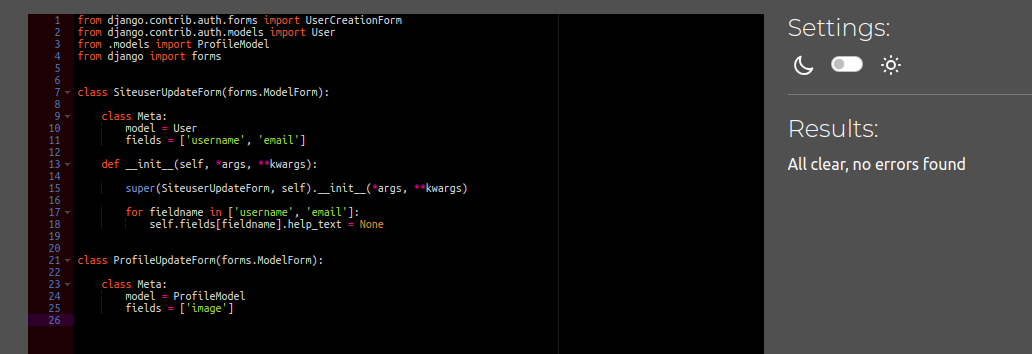 1 from django.contrib.auth.forms import UserCreationForm
2 from django.contrib.auth.models import User
3 from .models import ProfileModel
4 from django import forms
5
6
7 class SiteuserUpdateForm(forms.ModelForm):
8
9     class Meta:
10         model = User
11         fields = ['username', 'email']
12
13     def __init__(self, *args, **kwargs):
14
15         super(SiteuserUpdateForm, self).__init__(*args, **kwargs)
16
17         for fieldname in ['username', 'email']:
18             self.fields[fieldname].help_text = None
19
20
21 class ProfileUpdateForm(forms.ModelForm):
22
23     class Meta:
24         model = ProfileModel
25         fields = ['image']
26
Settings:
Results:
All clear, no errors found